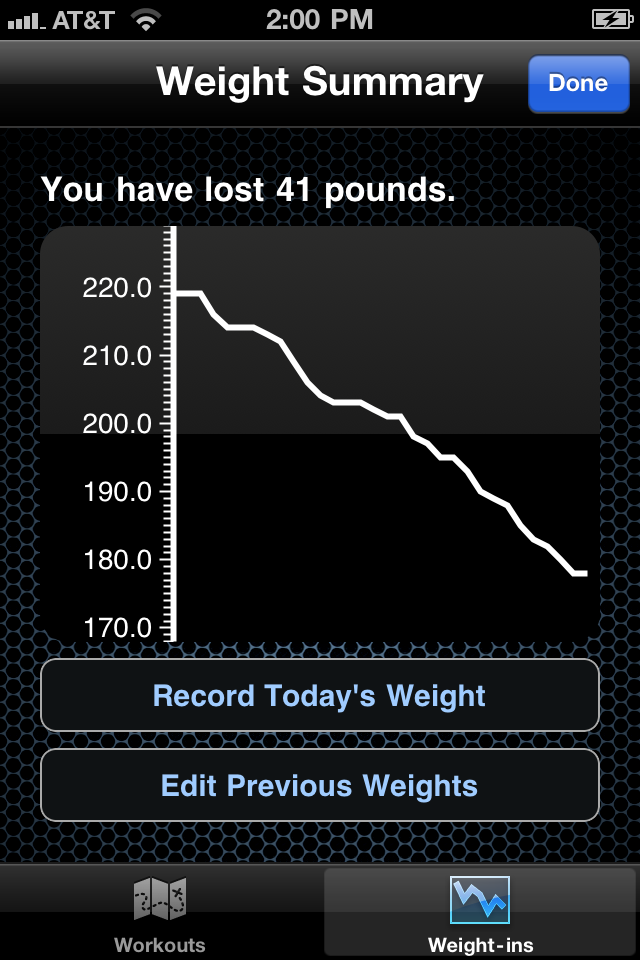 AT&T 2:00 PM
Weight Summary Done
You have lost 41 pounds.
220.0
210.0
200.0
190.0
180.0
170.0
Record Today's Weight
Edit Previous Weights
Workouts Weight-ins